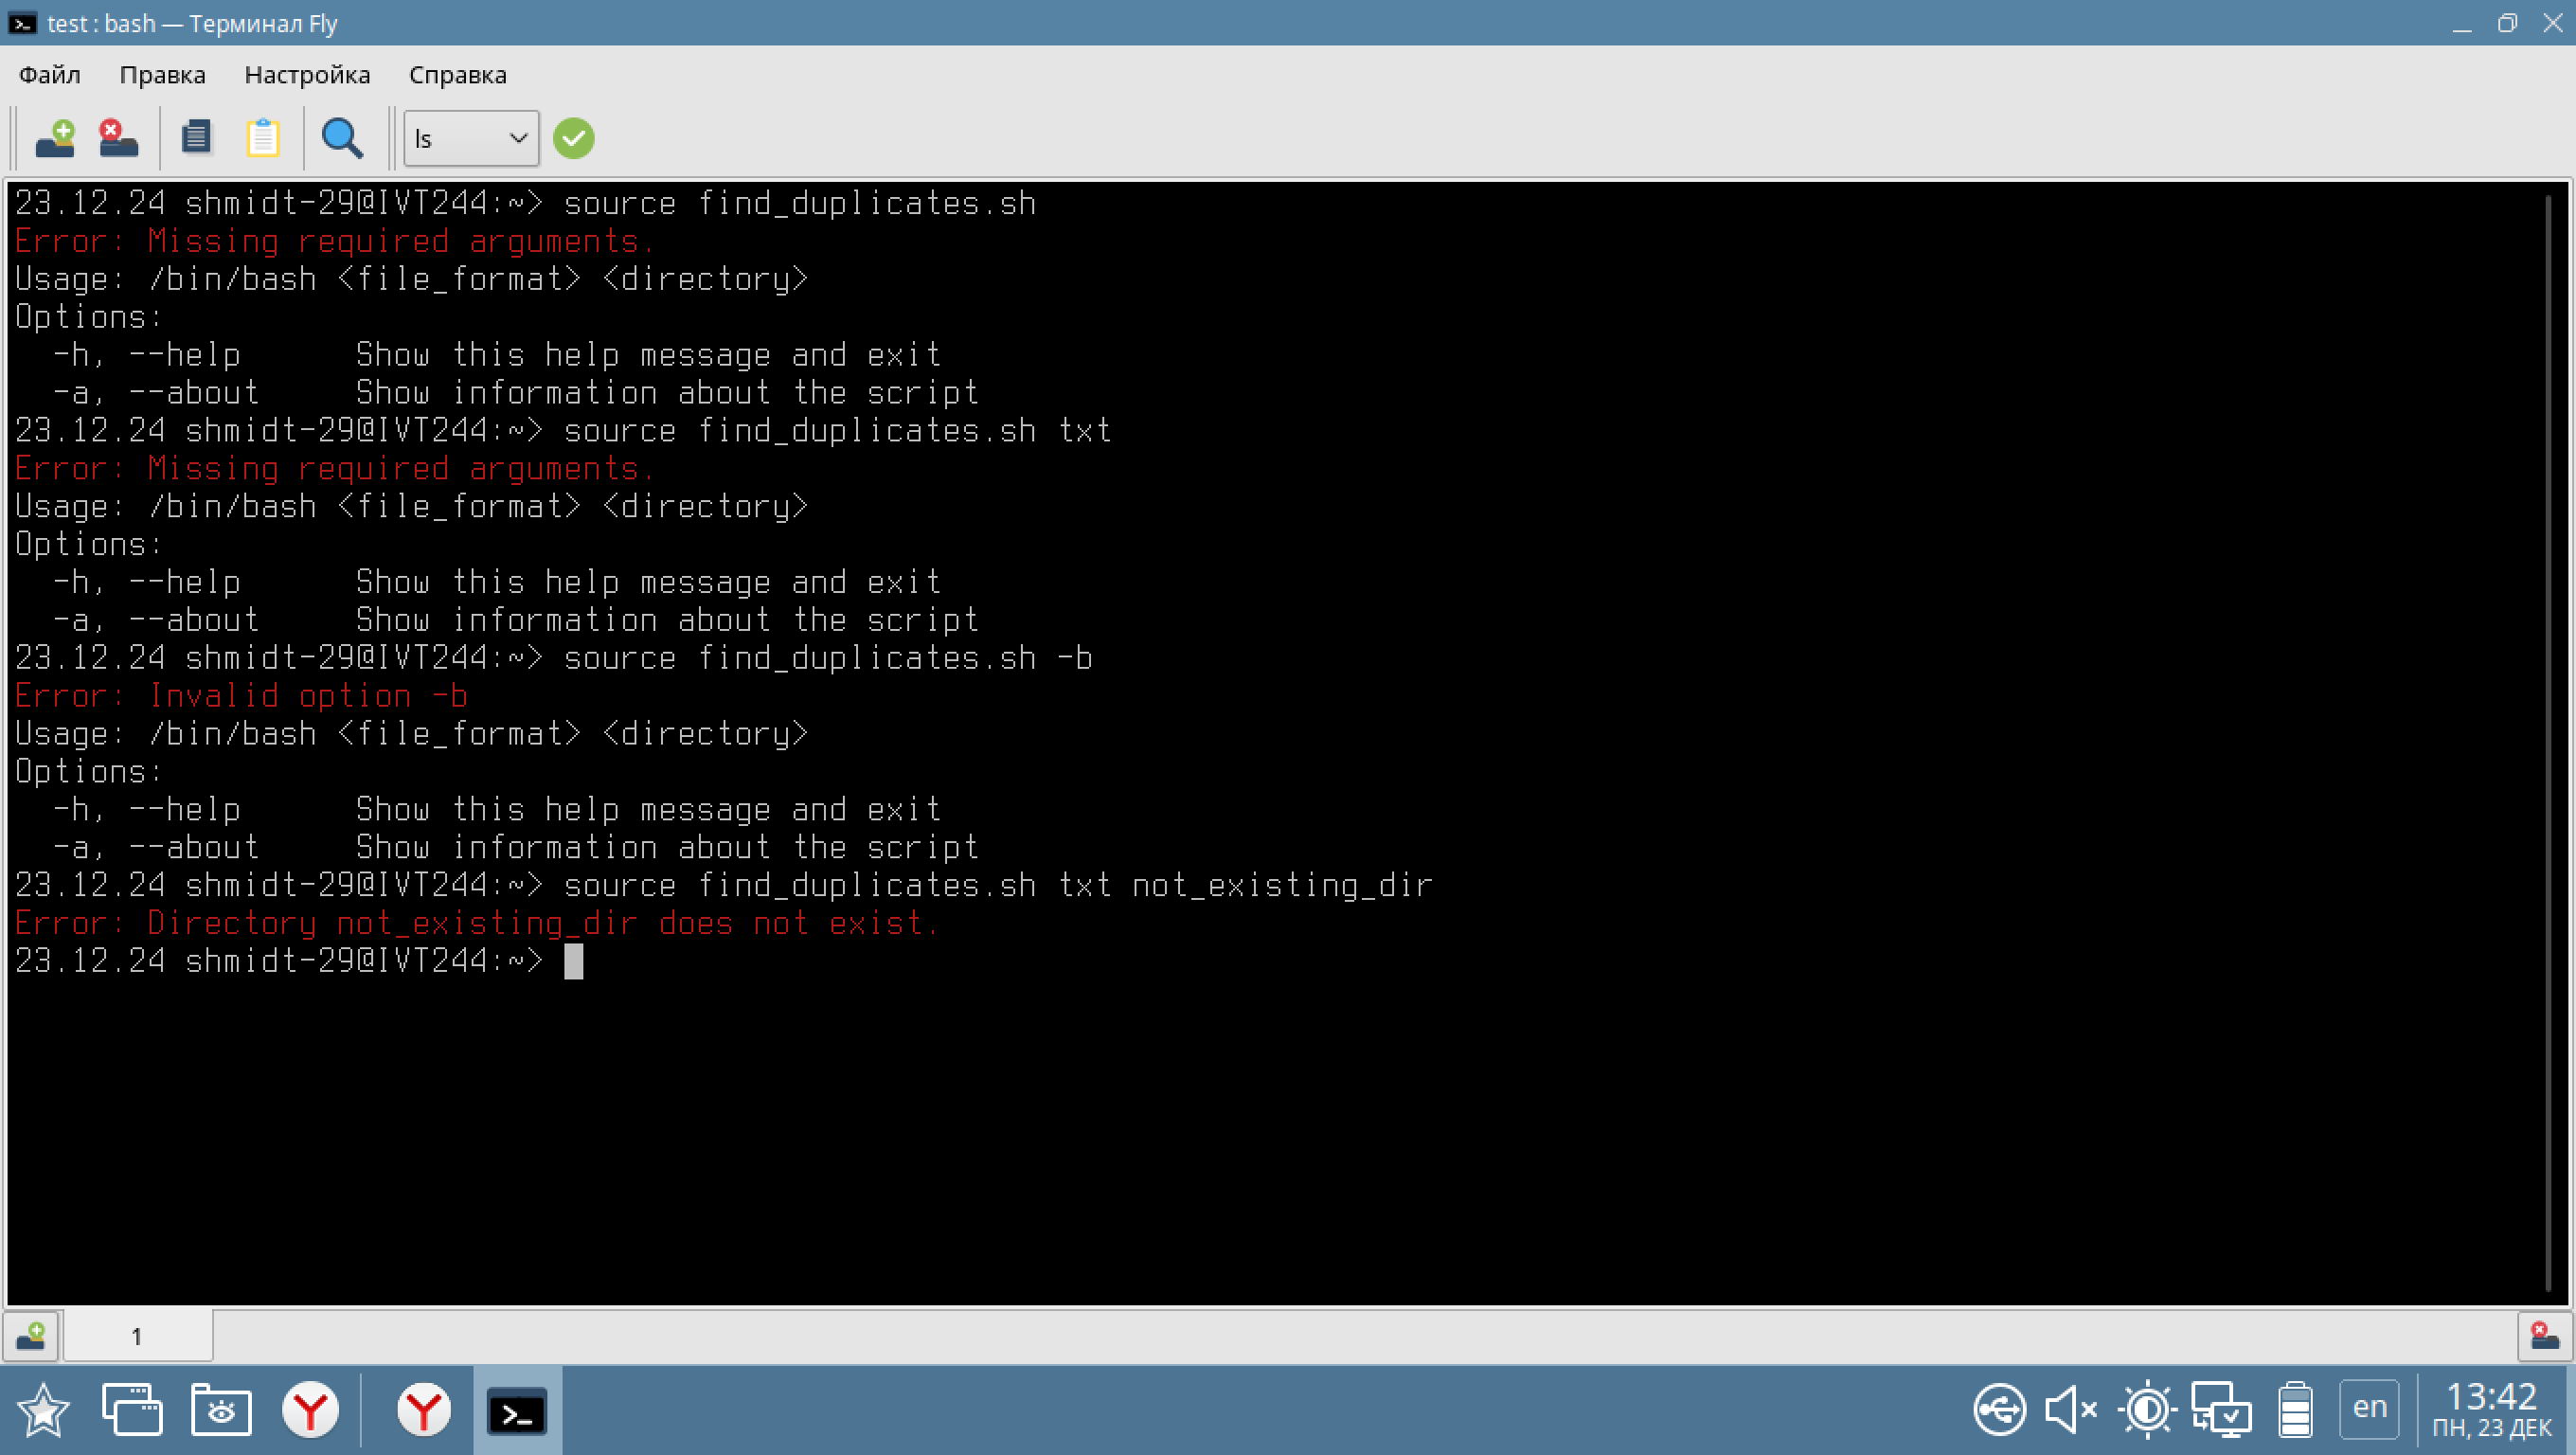 test : bash — Терминал Fly
Файл Правка Настройка Справка
ls
23.12.24 shmidt-29@IVT244:~> source find_duplicates.sh
Error: Missing required arguments.
Usage: /bin/bash <file_format> <directory>
Options:
  -h, --help      Show this help message and exit
  -a, --about     Show information about the script
23.12.24 shmidt-29@IVT244:~> source find_duplicates.sh txt
Error: Missing required arguments.
Usage: /bin/bash <file_format> <directory>
Options:
  -h, --help      Show this help message and exit
  -a, --about     Show information about the script
23.12.24 shmidt-29@IVT244:~> source find_duplicates.sh -b
Error: Invalid option -b
Usage: /bin/bash <file_format> <directory>
Options:
  -h, --help      Show this help message and exit
  -a, --about     Show information about the script
23.12.24 shmidt-29@IVT244:~> source find_duplicates.sh txt not_existing_dir
Error: Directory not_existing_dir does not exist.
23.12.24 shmidt-29@IVT244:~>
1
en
13:42
ПН, 23 ДЕК